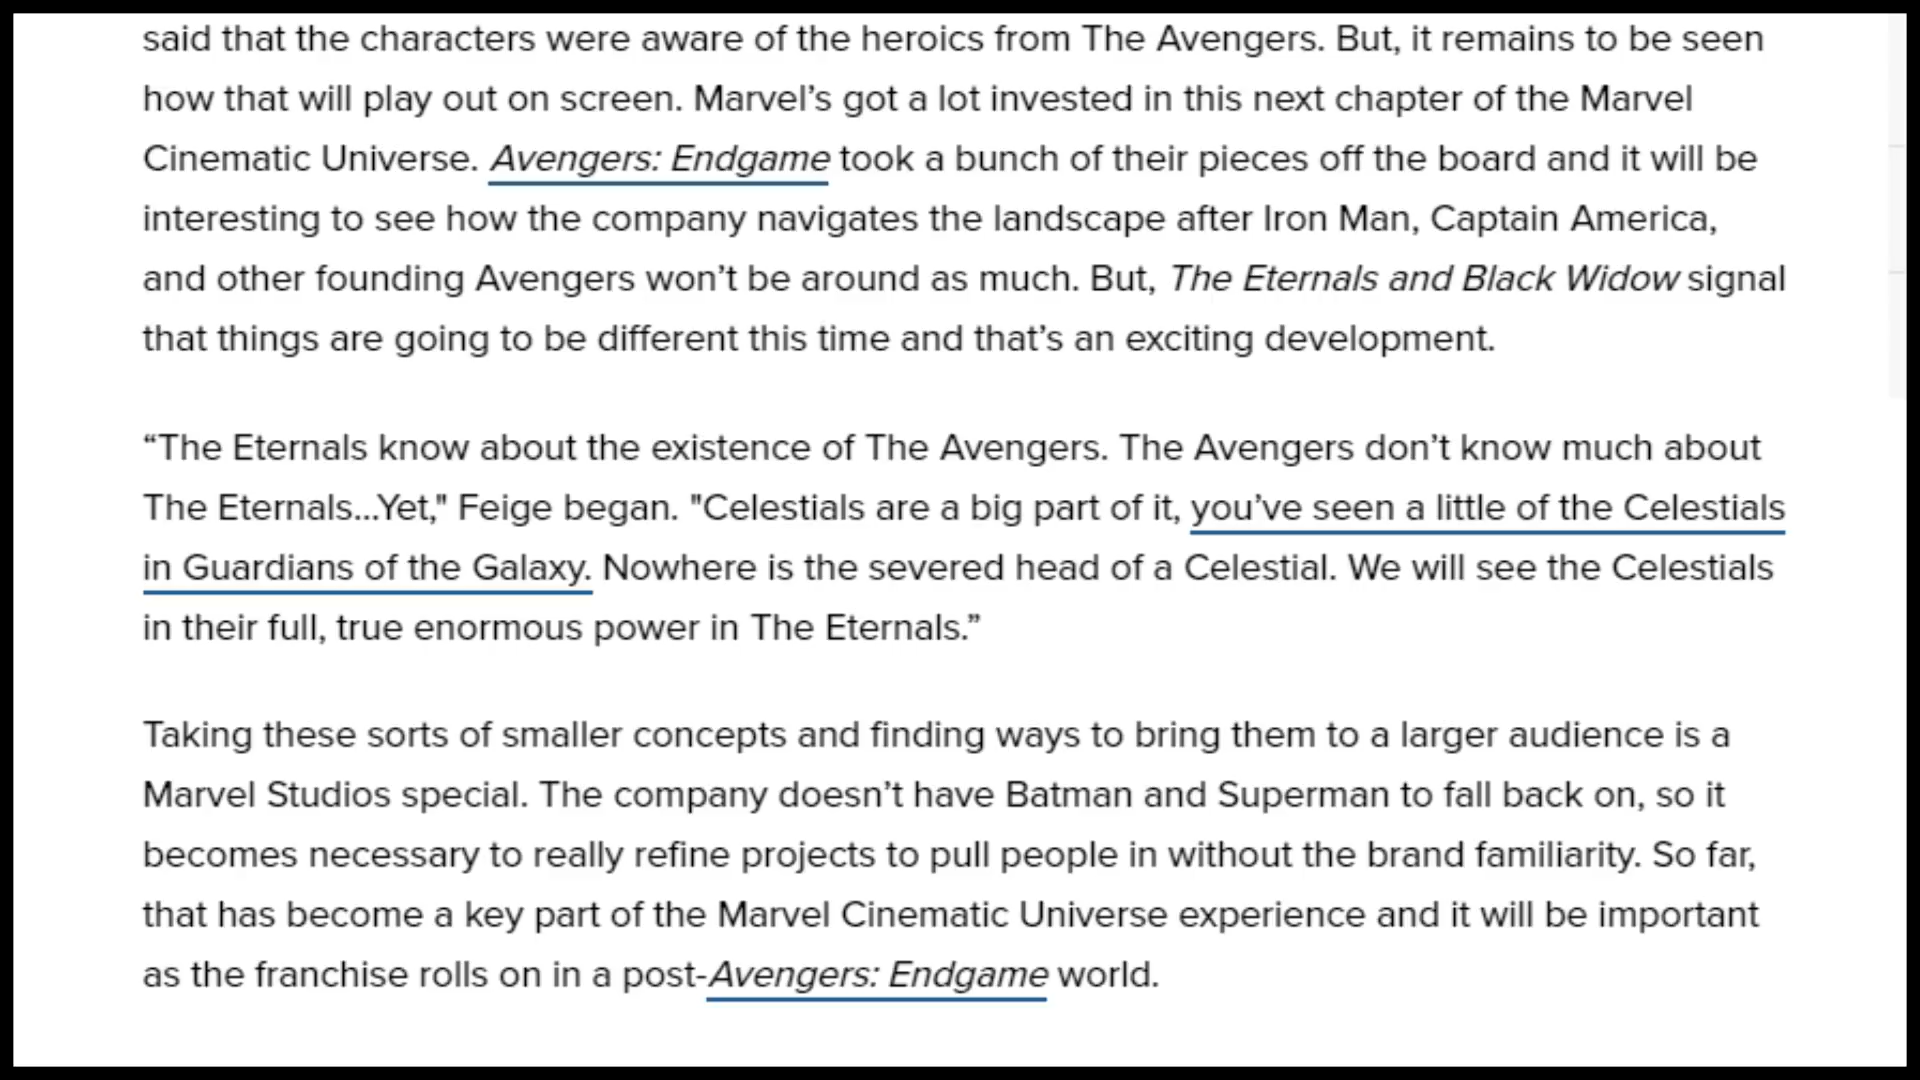 said that the characters were aware of the heroics from The Avengers. But, it remains to be seen
how that will play out on screen. Marvel’s got a lot invested in this next chapter of the Marvel
Cinematic Universe. Avengers: Endgame took a bunch of their pieces off the board and it will be
interesting to see how the company navigates the landscape after Iron Man, Captain America,
and other founding Avengers won’t be around as much. But, The Eternals and Black Widow signal
that things are going to be different this time and that’s an exciting development.
“The Eternals know about the existence of The Avengers. The Avengers don’t know much about
The Eternals...Yet," Feige began. "Celestials are a big part of it, you’ve seen a little of the Celestials
in Guardians of the Galaxy. Nowhere is the severed head of a Celestial. We will see the Celestials
in their full, true enormous power in The Eternals.”
Taking these sorts of smaller concepts and finding ways to bring them to a larger audience is a
Marvel Studios special. The company doesn’t have Batman and Superman to fall back on, so it
becomes necessary to really refine projects to pull people in without the brand familiarity. So far,
that has become a key part of the Marvel Cinematic Universe experience and it will be important
as the franchise rolls on in a post-Avengers: Endgame world.